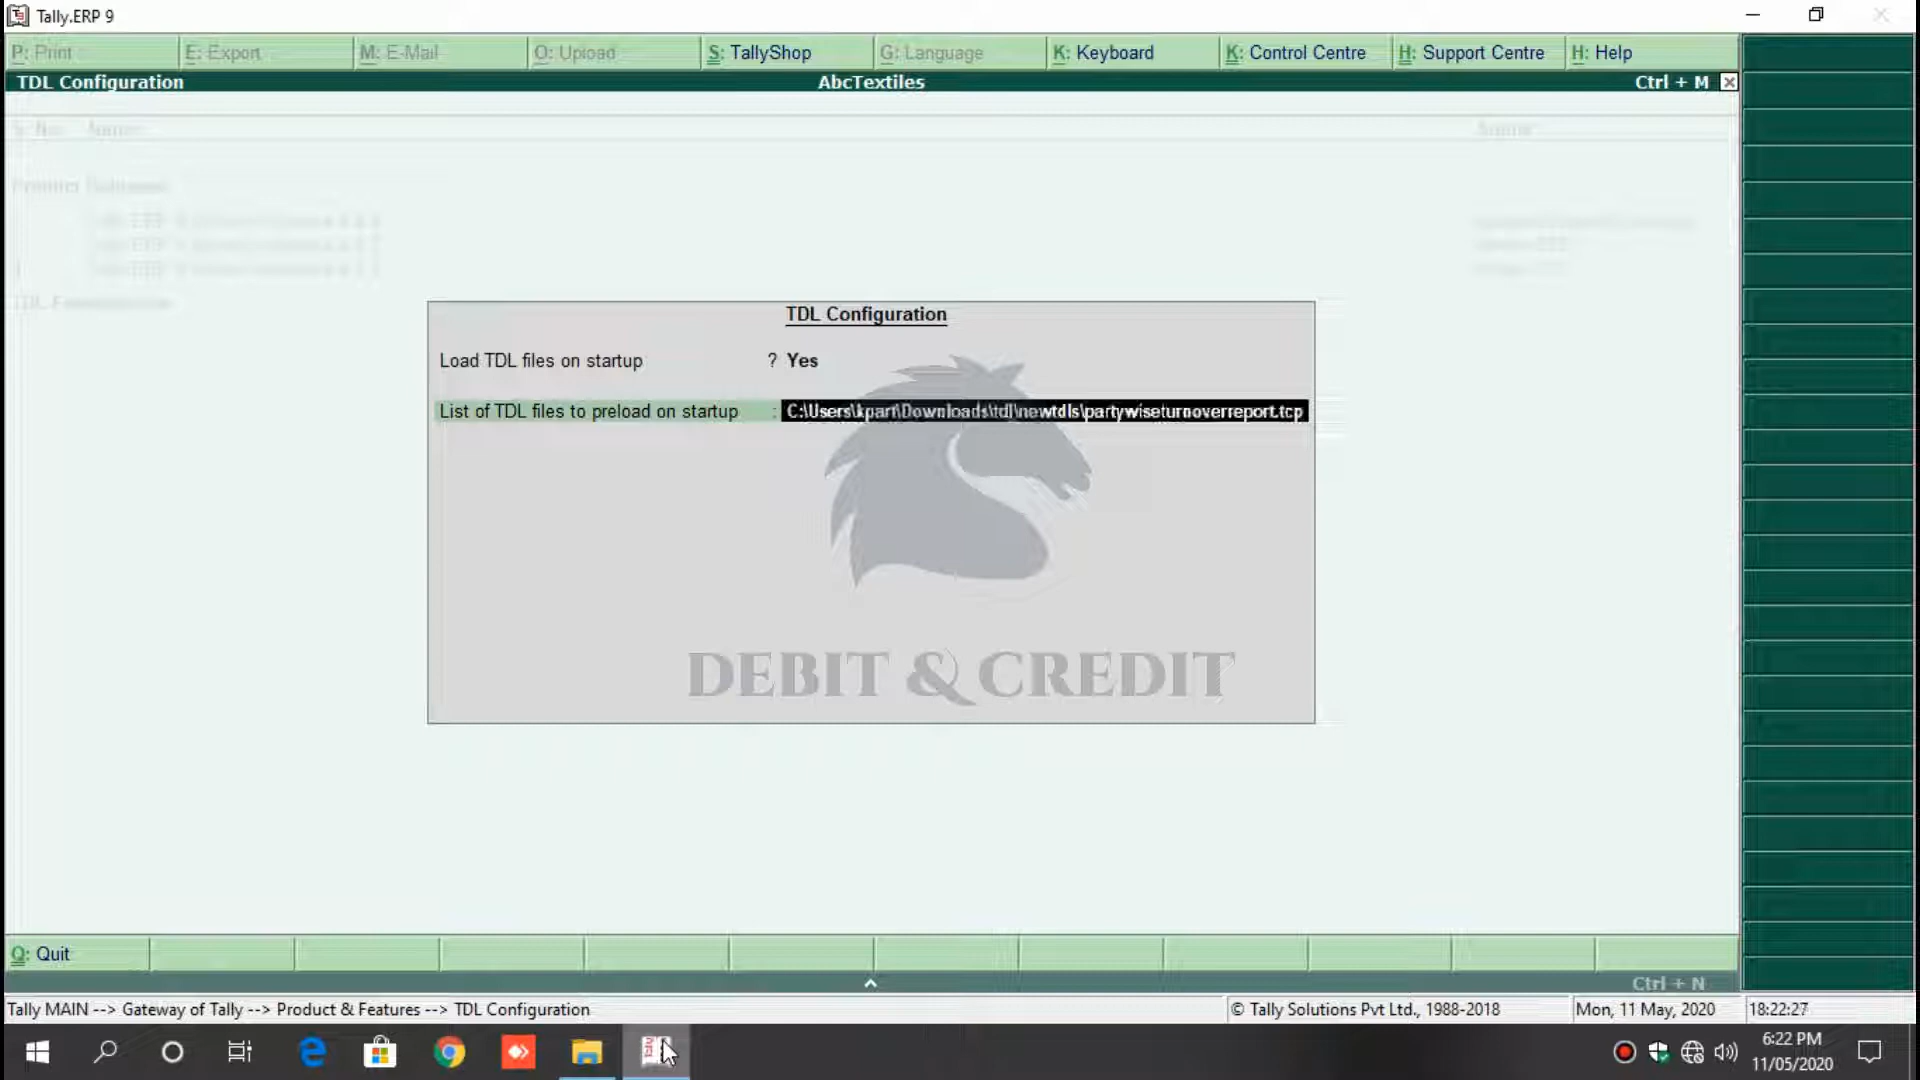 Tally.ERP 9
P: Print
E: Export
M: E-Mail
O: Upload
S: TallyShop
G: Language
K: Keyboard
K: Control Centre
H: Support Centre
H: Help
TDL Configuration
AbcTextiles
Ctrl + M
TDL Configuration
Load TDL files on startup ? Yes
List of TDL files to preload on startup : C:\Users\kpart\Downloads\tdl\newtdls\partywiseturnoverreport.tcp
DEBIT & CREDIT
Q: Quit
Ctrl + N
Tally MAIN --> Gateway of Tally --> Product & Features --> TDL Configuration
© Tally Solutions Pvt Ltd., 1988-2018
Mon, 11 May, 2020
18:22:27
6:22 PM
11/05/2020